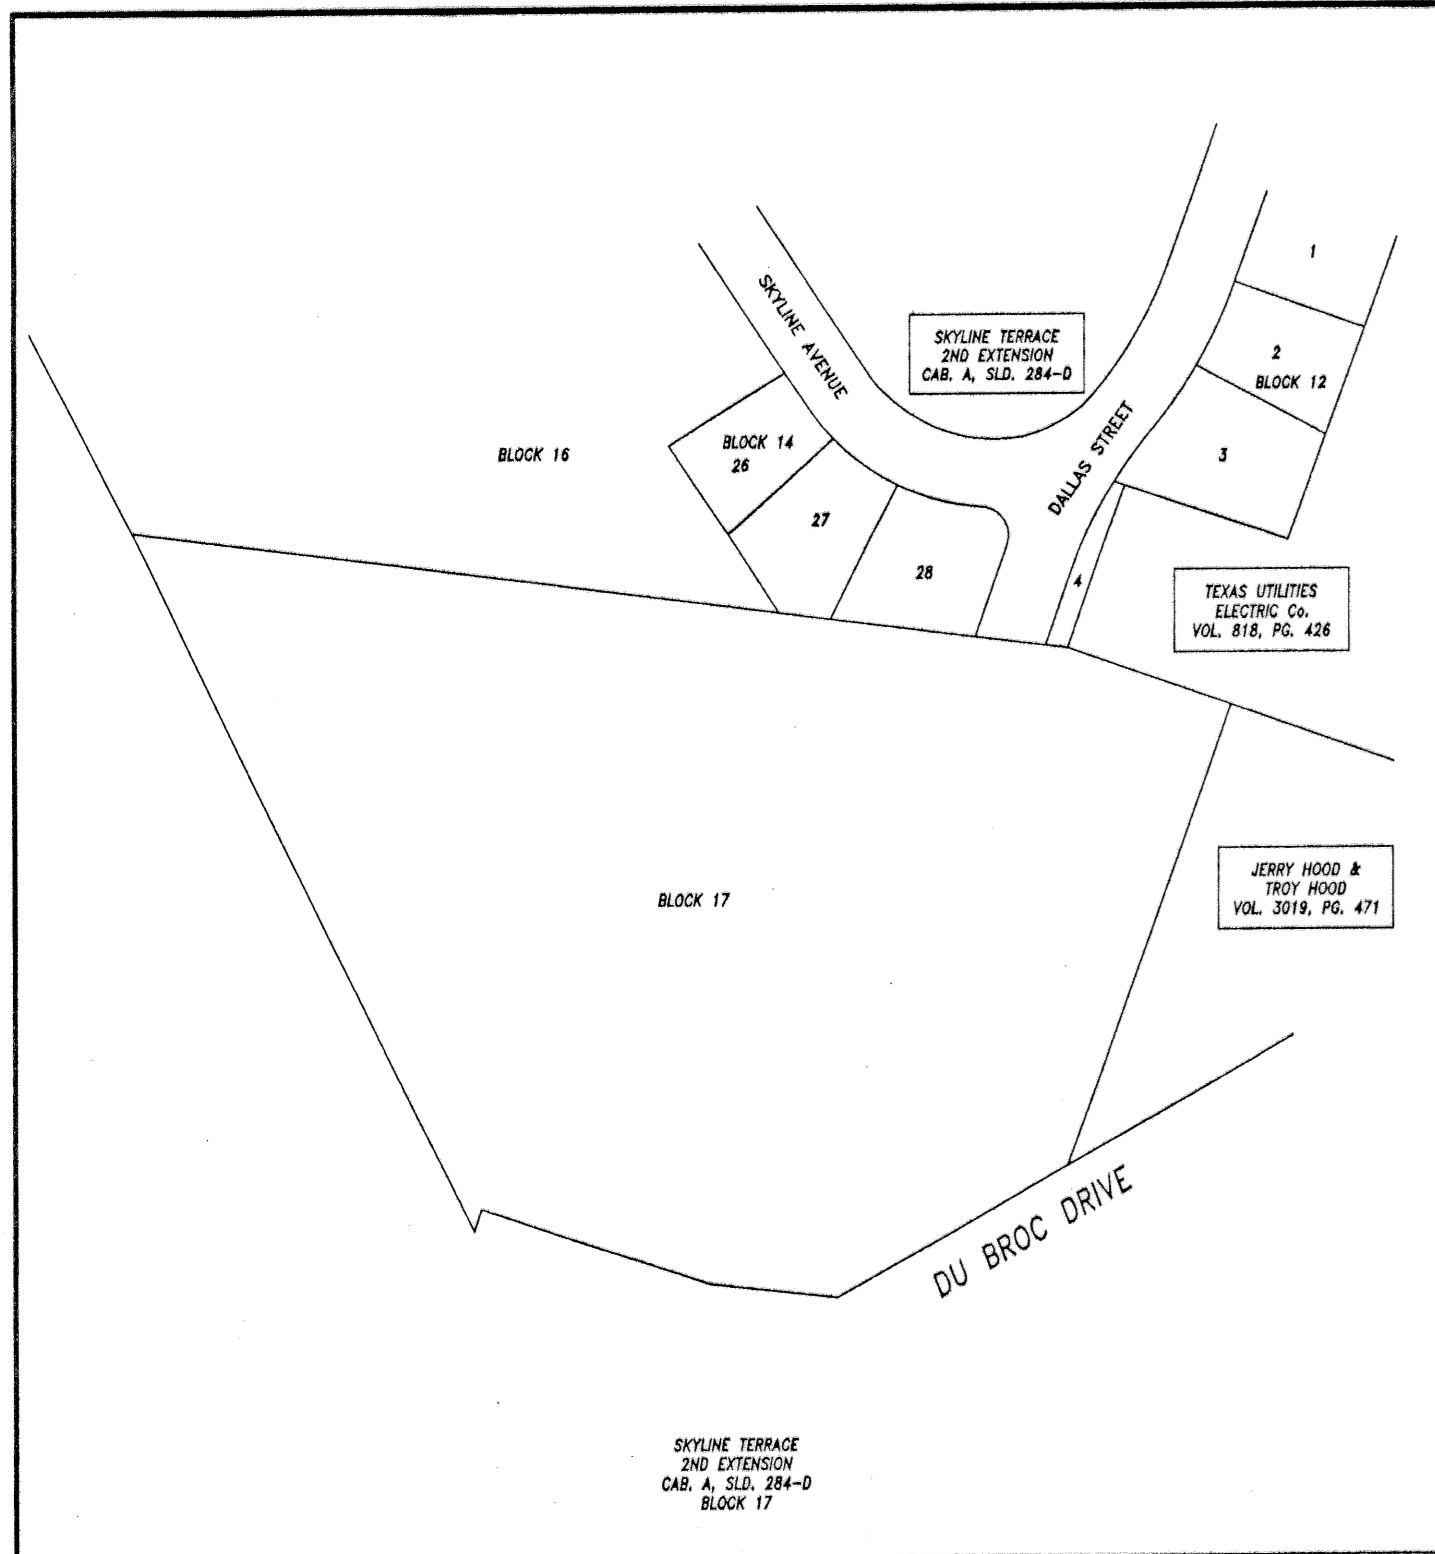 1
SKYLINE AVENUE
SKYLINE TERRACE
2ND EXTENSION
CAB. A, SLD. 284-D
2
BLOCK 12
DALLAS STREET
BLOCK 14
26
BLOCK 16
3
27
28
4
TEXAS UTILITIES
ELECTRIC Co.
VOL. 818, PG. 426
JERRY HOOD &
TROY HOOD
VOL. 3019, PG. 471
BLOCK 17
DU BROC DRIVE
SKYLINE TERRACE
2ND EXTENSION
CAB. A, SLD. 284-D
BLOCK 17